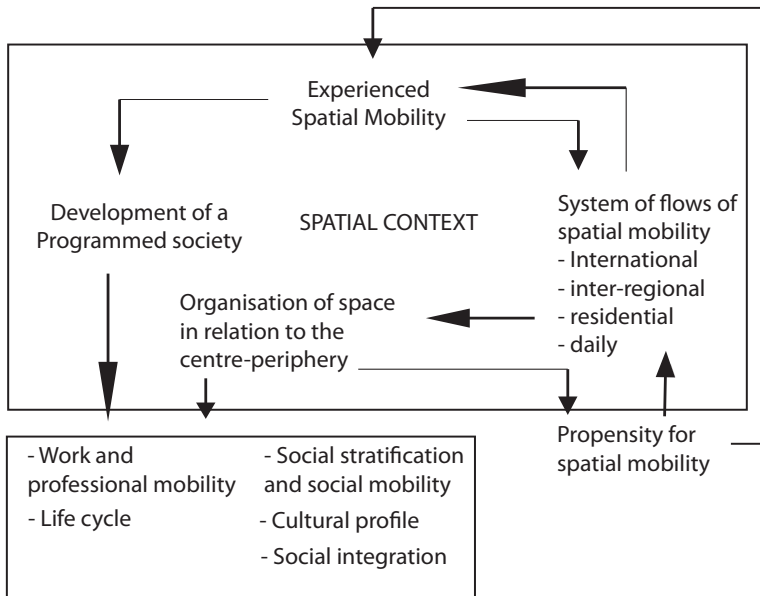 Experienced
Spatial Mobility
Development of a
Programmed society
SPATIAL CONTEXT
System of flows of
spatial mobility
- International
- inter-regional
- residential
- daily
Organisation of space
in relation to the
centre-periphery
Propensity for
spatial mobility
- Work and
professional mobility
- Life cycle
- Social stratification
and social mobility
- Cultural profile
- Social integration